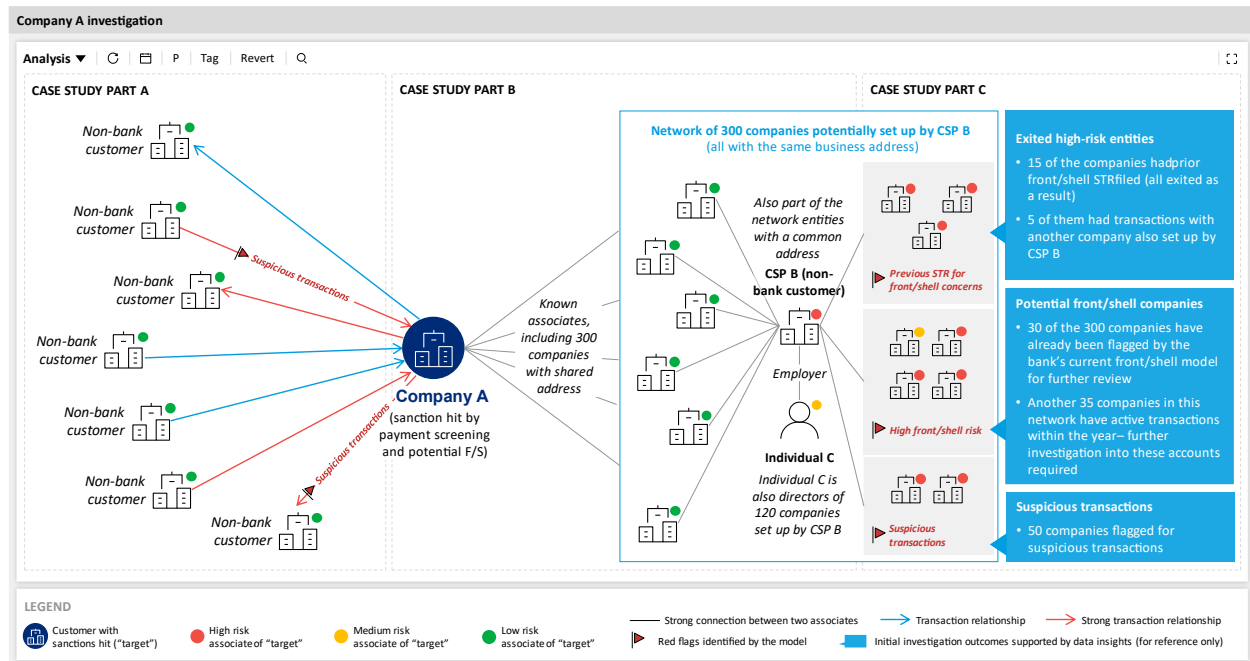 Company A investigation
Analysis
P
Tag
Revert
CASE STUDY PART A
CASE STUDY PART B
CASE STUDY PART C
Non-bank
customer
Non-bank
customer
Suspicious transactions
Non-bank
customer
Non-bank
customer
Non-bank
customer
Non-bank
customer
Suspicious transactions
Non-bank
customer
Company A
(sanction hit by
payment screening
and potential F/S)
Known
associates,
including 300
companies
with shared
address
Network of 300 companies potentially set up by CSP B
(all with the same business address)
Also part of the
network entities
with a common
address
CSP B (non-
bank customer)
Employer
Individual C
Individual C is
also directors of
120 companies
set up by CSP B
Previous STR for
front/shell concerns
High front/shell risk
Suspicious
transactions
Exited high-risk entities
• 15 of the companies hadprior
front/shell STRfiled (all exited as
a result)
• 5 of them had transactions with
another company also set up by
CSP B
Potential front/shell companies
• 30 of the 300 companies have
already been flagged by the
bank's current front/shell model
for further review
• Another 35 companies in this
network have active transactions
within the year– further
investigation into these accounts
required
Suspicious transactions
• 50 companies flagged for
suspicious transactions
LEGEND
Customer with
sanctions hit ("target")
High risk
associate of "target"
Medium risk
associate of "target"
Low risk
associate of "target"
Strong connection between two associates
Transaction relationship
Strong transaction relationship
Red flags identified by the model
Initial investigation outcomes supported by data insights (for reference only)